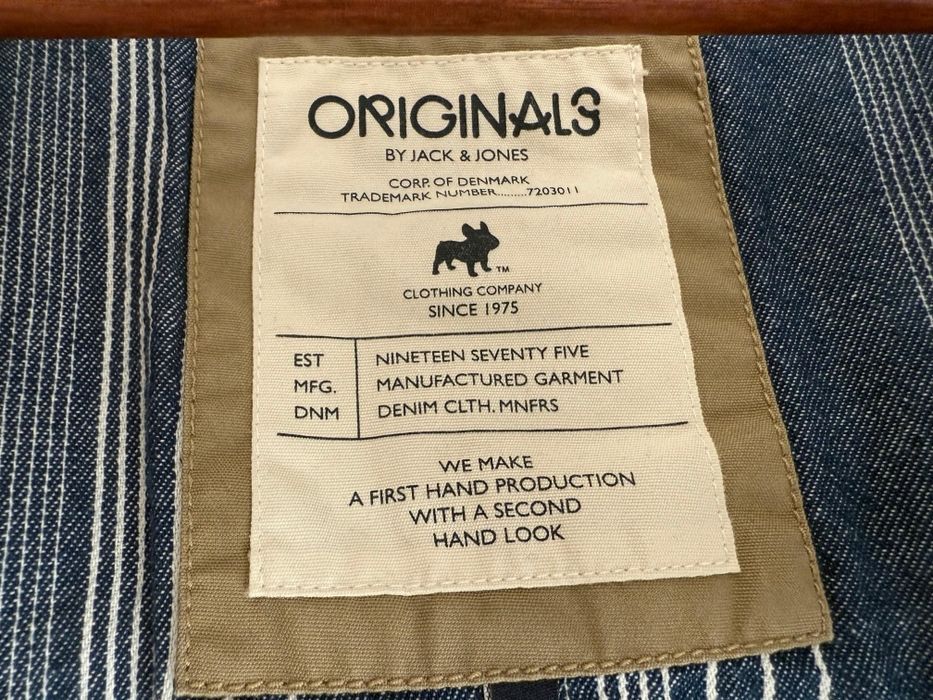 ORIGINALS
BY JACK & JONES
CORP. OF DENMARK
TRADEMARK NUMBER........7203011
TM
CLOTHING COMPANY
SINCE 1975
EST NINETEEN SEVENTY FIVE
MFG. MANUFACTURED GARMENT
DNM DENIM CLTH. MNFRS
WE MAKE
A FIRST HAND PRODUCTION
WITH A SECOND
HAND LOOK